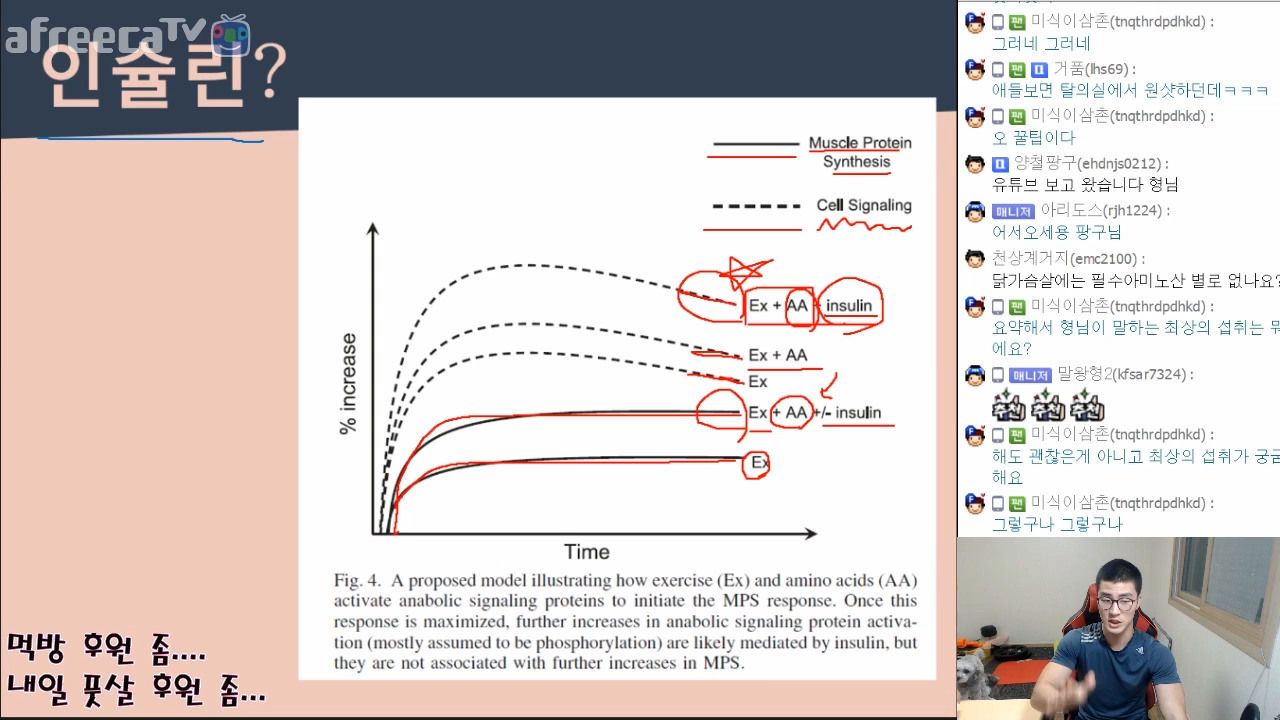 afreecaTV
인슐린?
Muscle Protein
Synthesis
Cell Signaling
Ex + AA + insulin
Ex + AA
Ex
Ex + AA +/- insulin
Ex
% increase
Time
Fig. 4. A proposed model illustrating how exercise (Ex) and amino acids (AA)
activate anabolic signaling proteins to initiate the MPS response. Once this
response is maximized, further increases in anabolic signaling protein activa-
tion (mostly assumed to be phosphorylation) are likely mediated by insulin, but
they are not associated with further increases in MPS.
먹방 후원 좀....
내일 풋살 후원 좀...
팬 미식이삼촌(tnqthrdpdhkd) :
그러네 그러네
팬 거품(lhs69) :
애들보면 탈의실에서 원샷하던데ㅋㅋㅋ
팬 미식이삼촌(tnqthrdpdhkd) :
오 꿀팁이다
양철팡구(ehdnjs0212) :
유튜브 보고 왔습니다 형님
매니저 아리도스(rjh1224) :
어서오세용 팡구님
천상계거지(emc2100) :
닭가슴살에는 필수아미노산 별로 없나요?
팬 미식이삼촌(tnqthrdpdhkd) :
요약해서 형님이 말하는 최상의 섭취는 뭐
에요?
매니저 말왕형2(kfsar7324) :
추천 추천 추천
팬 미식이삼촌(tnqthrdpdhkd) :
해도 괜찮은게 아니고 최상의 섭취가 궁금
해요
팬 미식이삼촌(tnqthrdpdhkd) :
그렇구나 그렇구나